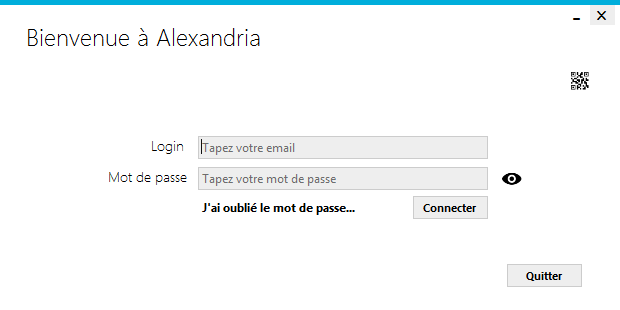 Bienvenue à Alexandria
Login Tapez votre email
Mot de passe Tapez votre mot de passe
J'ai oublié le mot de passe... Connecter
Quitter